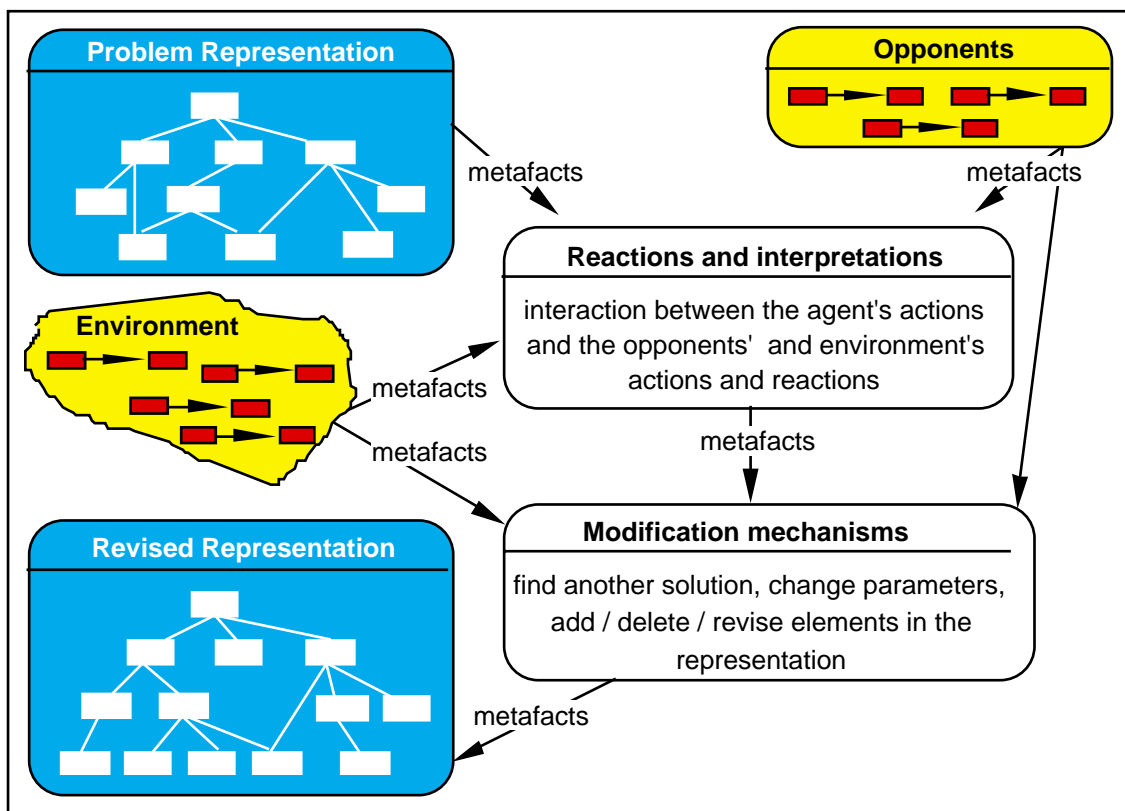 Problem Representation
Opponents
metafacts
metafacts
Reactions and interpretations
interaction between the agent's actions
and the opponents' and environment's
actions and reactions
Environment
metafacts
metafacts
metafacts
Modification mechanisms
find another solution, change parameters,
add / delete / revise elements in the
representation
Revised Representation
metafacts